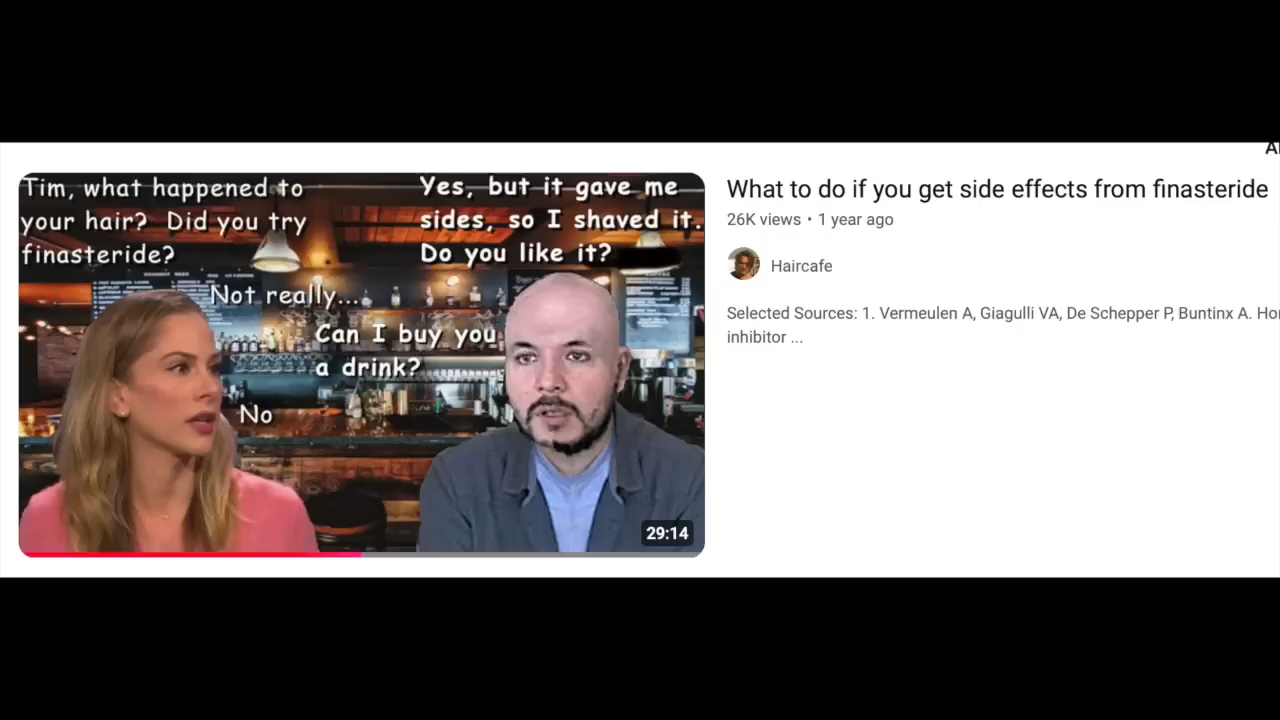 Tim, what happened to
your hair? Did you try
finasteride?
Yes, but it gave me
sides, so I shaved it.
Do you like it?
Not really...
Can I buy you
a drink?
No
29:14
What to do if you get side effects from finasteride
26K views • 1 year ago
Haircafe
Selected Sources: 1. Vermeulen A, Giagulli VA, De Schepper P, Buntinx A. Hor
inhibitor ...